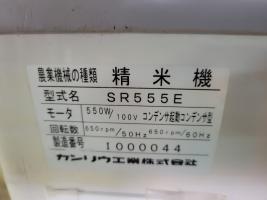 農業機械の種類 精米機
型式名 SR555E
モータ 550W/100V コンデンサ起動コンデンサ型
回転数 650rpm/50Hz 650rpm/60Hz
製造番号 1000044
カンリウ工業株式会社